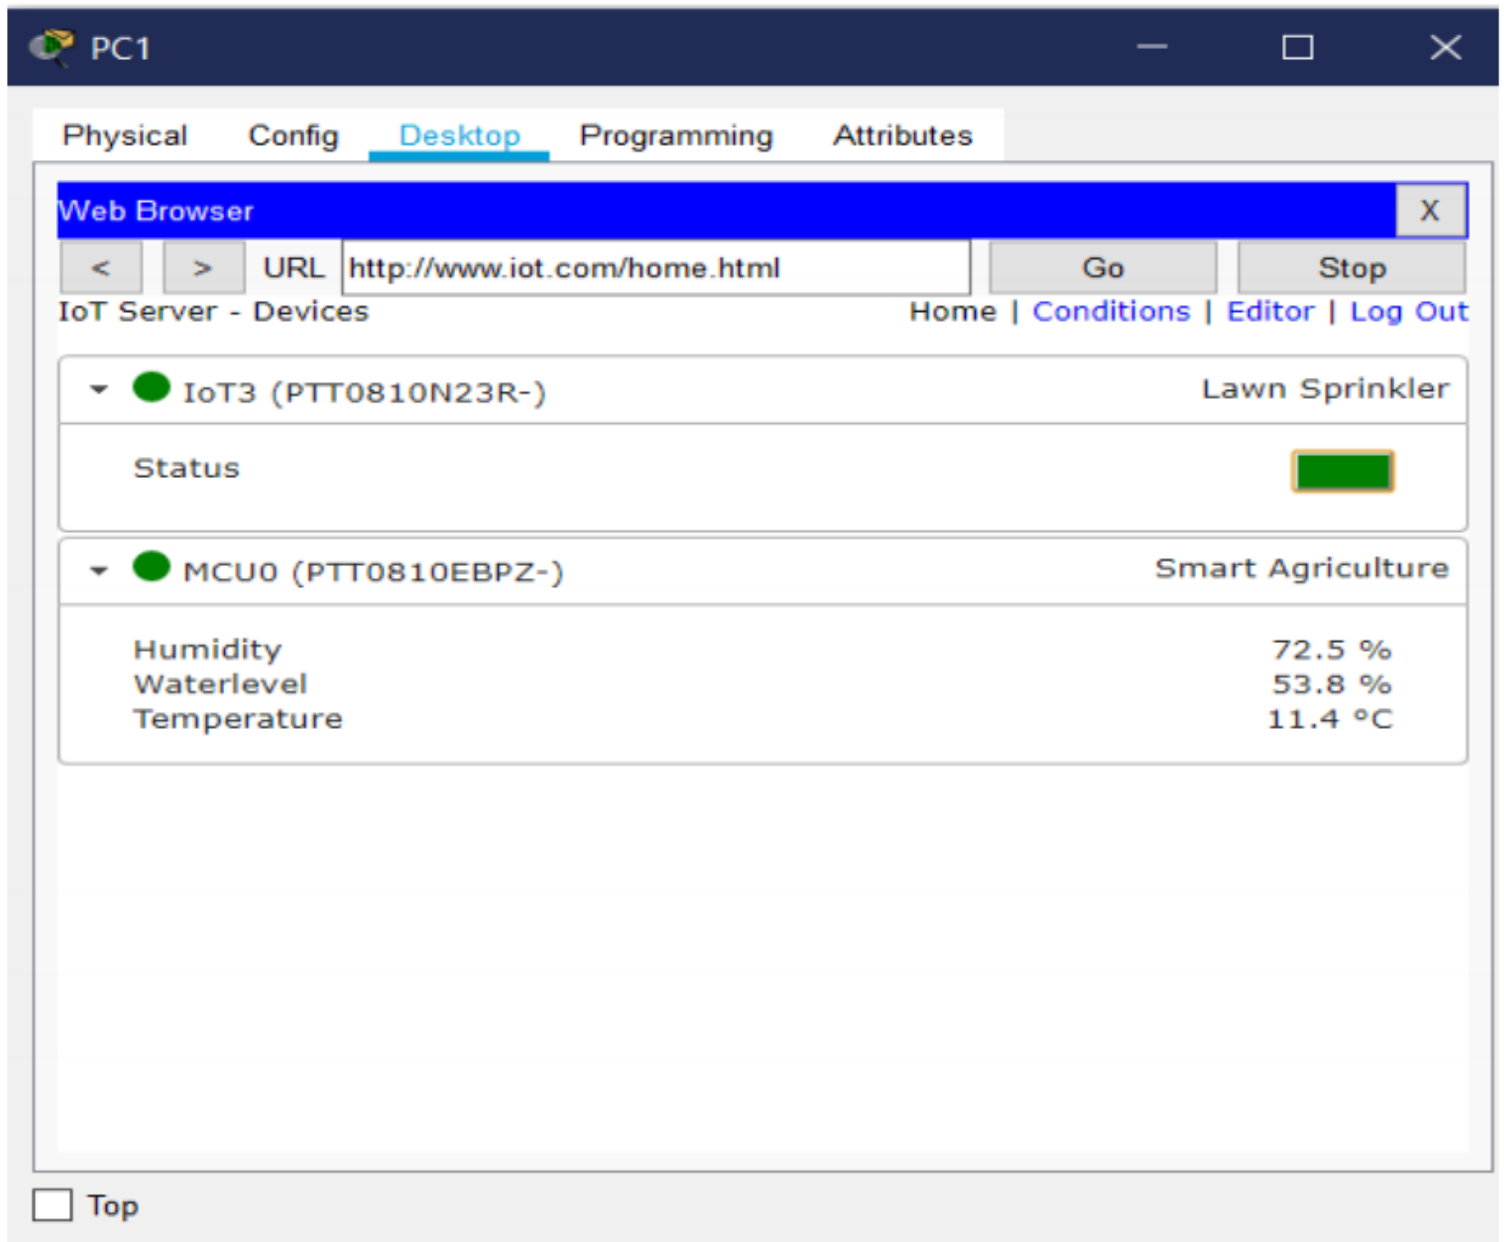 PC1
Physical Config Desktop Programming Attributes
Web Browser X
< > URL http://www.iot.com/home.html Go Stop
IoT Server - Devices Home | Conditions | Editor | Log Out
IoT3 (PTT0810N23R-) Lawn Sprinkler
Status
MCU0 (PTT0810EBPZ-) Smart Agriculture
Humidity 72.5 %
Waterlevel 53.8 %
Temperature 11.4 °C
Top